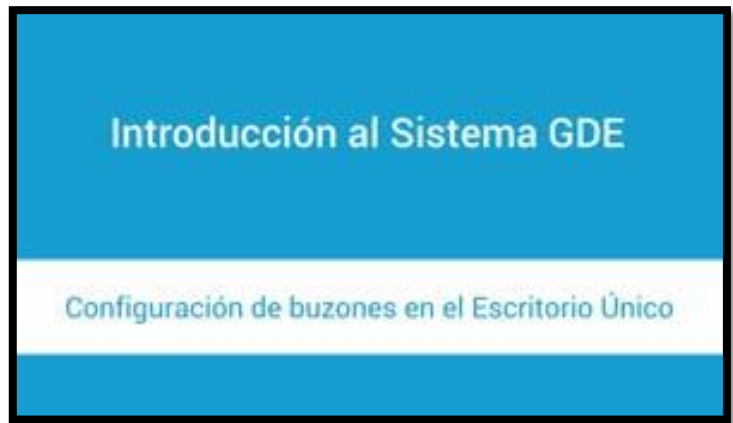 Introducción al Sistema GDE
Configuración de buzones en el Escritorio Único